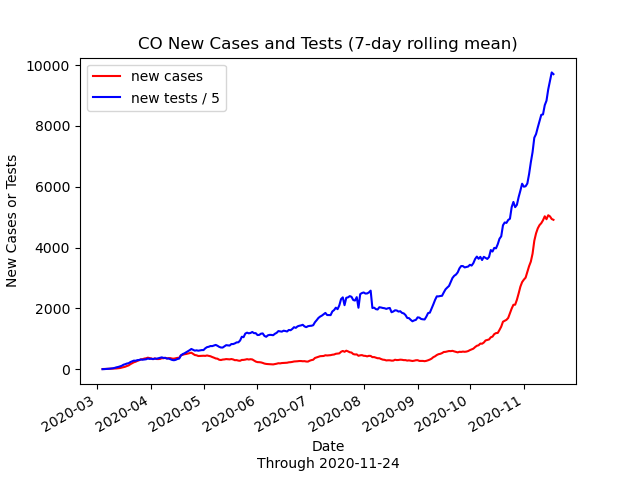 CO New Cases and Tests (7-day rolling mean)
new cases
new tests / 5
New Cases or Tests
10000
8000
6000
4000
2000
0
2020-03
2020-04
2020-05
2020-06
2020-07
2020-08
2020-09
2020-10
2020-11
Date
Through 2020-11-24